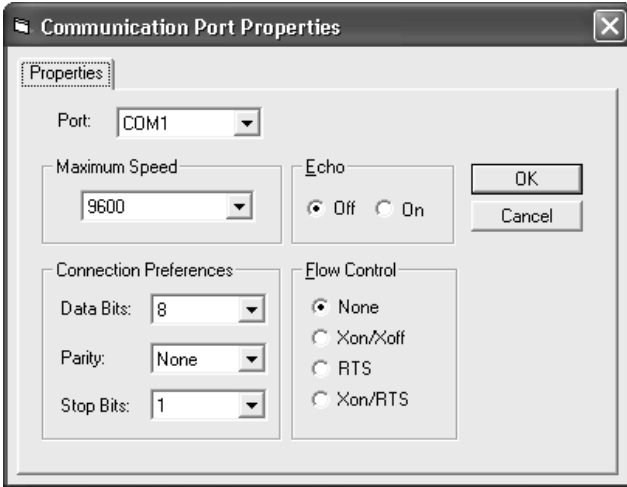 Communication Port Properties
Properties
Port: COM1
Maximum Speed
9600
Echo
Off On
OK
Cancel
Connection Preferences
Data Bits: 8
Parity: None
Stop Bits: 1
Flow Control
None
Xon/Xoff
RTS
Xon/RTS